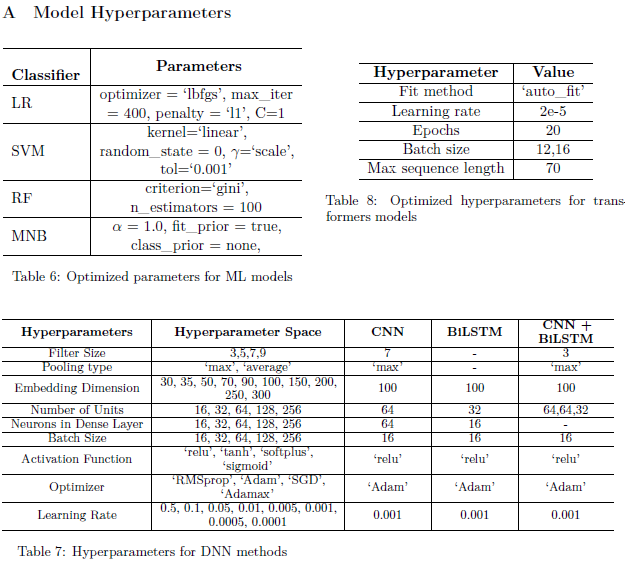 A Model Hyperparameters
Classifier Parameters
LR optimizer = ‘lbfgs’, max_iter
= 400, penalty = ‘l1’, C=1
SVM kernel=‘linear’,
random_state = 0, γ=‘scale’,
tol=‘0.001’
RF criterion=‘gini’,
n_estimators = 100
MNB α = 1.0, fit_prior = true,
class_prior = none,
Table 6: Optimized parameters for ML models
Hyperparameter Value
Fit method ‘auto_fit’
Learning rate 2e-5
Epochs 20
Batch size 12,16
Max sequence length 70
Table 8: Optimized hyperparameters for trans-
formers models
Hyperparameters Hyperparameter Space CNN BiLSTM CNN +
BiLSTM
Filter Size 3,5,7,9 7 - 3
Pooling type ‘max’, ‘average’ ‘max’ - ‘max’
Embedding Dimension 30, 35, 50, 70, 90, 100, 150, 200,
250, 300 100 100 100
Number of Units 16, 32, 64, 128, 256 64 32 64,64,32
Neurons in Dense Layer 16, 32, 64, 128, 256 64 16 -
Batch Size 16, 32, 64, 128, 256 16 16 16
Activation Function ‘relu’, ‘tanh’, ‘softplus’,
‘sigmoid’ ‘relu’ ‘relu’ ‘relu’
Optimizer ‘RMSprop’, ‘Adam’, ‘SGD’,
‘Adamax’ ‘Adam’ ‘Adam’ ‘Adam’
Learning Rate 0.5, 0.1, 0.05, 0.01, 0.005, 0.001,
0.0005, 0.0001 0.001 0.001 0.001
Table 7: Hyperparameters for DNN methods